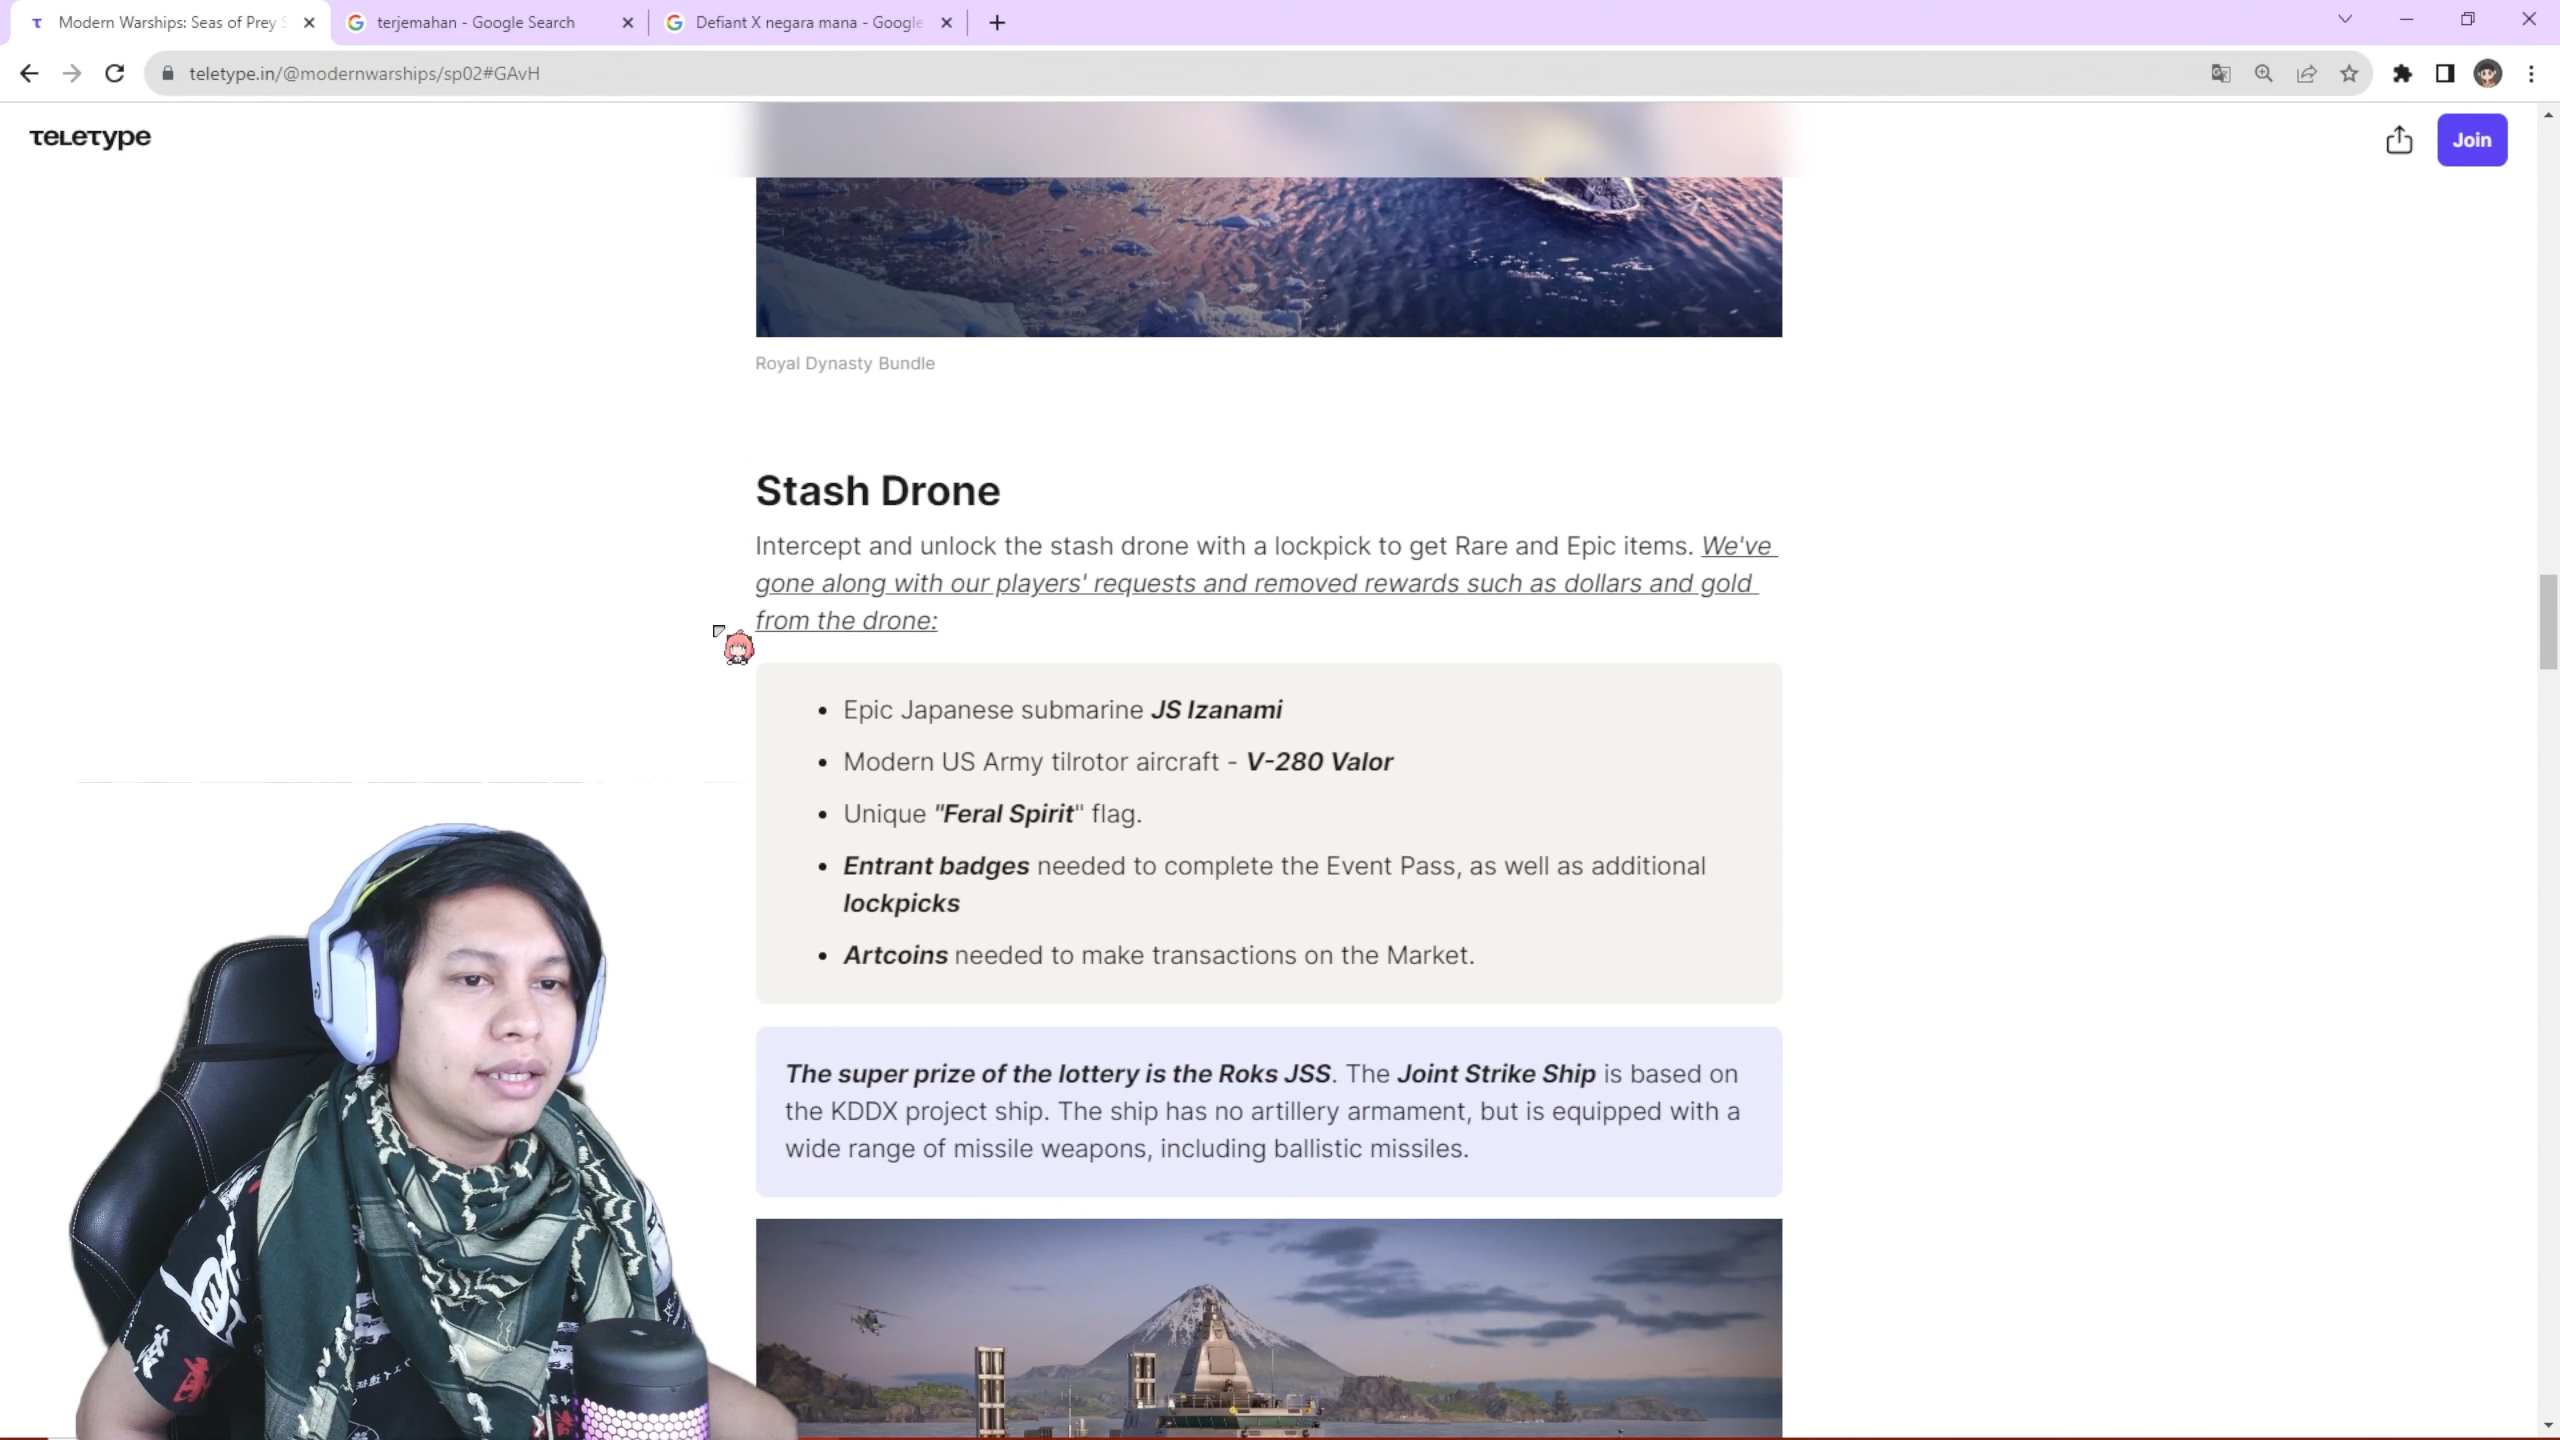 Modern Warships: Seas of Prey S
terjemahan - Google Search
Defiant X negara mana - Google
teletype.in/@modernwarships/sp02#GAvH
TELETYPE
Join
Royal Dynasty Bundle
Stash Drone
Intercept and unlock the stash drone with a lockpick to get Rare and Epic items. We've
gone along with our players' requests and removed rewards such as dollars and gold
from the drone:
• Epic Japanese submarine JS Izanami
• Modern US Army tilrotor aircraft - V-280 Valor
• Unique "Feral Spirit" flag.
• Entrant badges needed to complete the Event Pass, as well as additional
lockpicks
• Artcoins needed to make transactions on the Market.
The super prize of the lottery is the Roks JSS. The Joint Strike Ship is based on
the KDDX project ship. The ship has no artillery armament, but is equipped with a
wide range of missile weapons, including ballistic missiles.